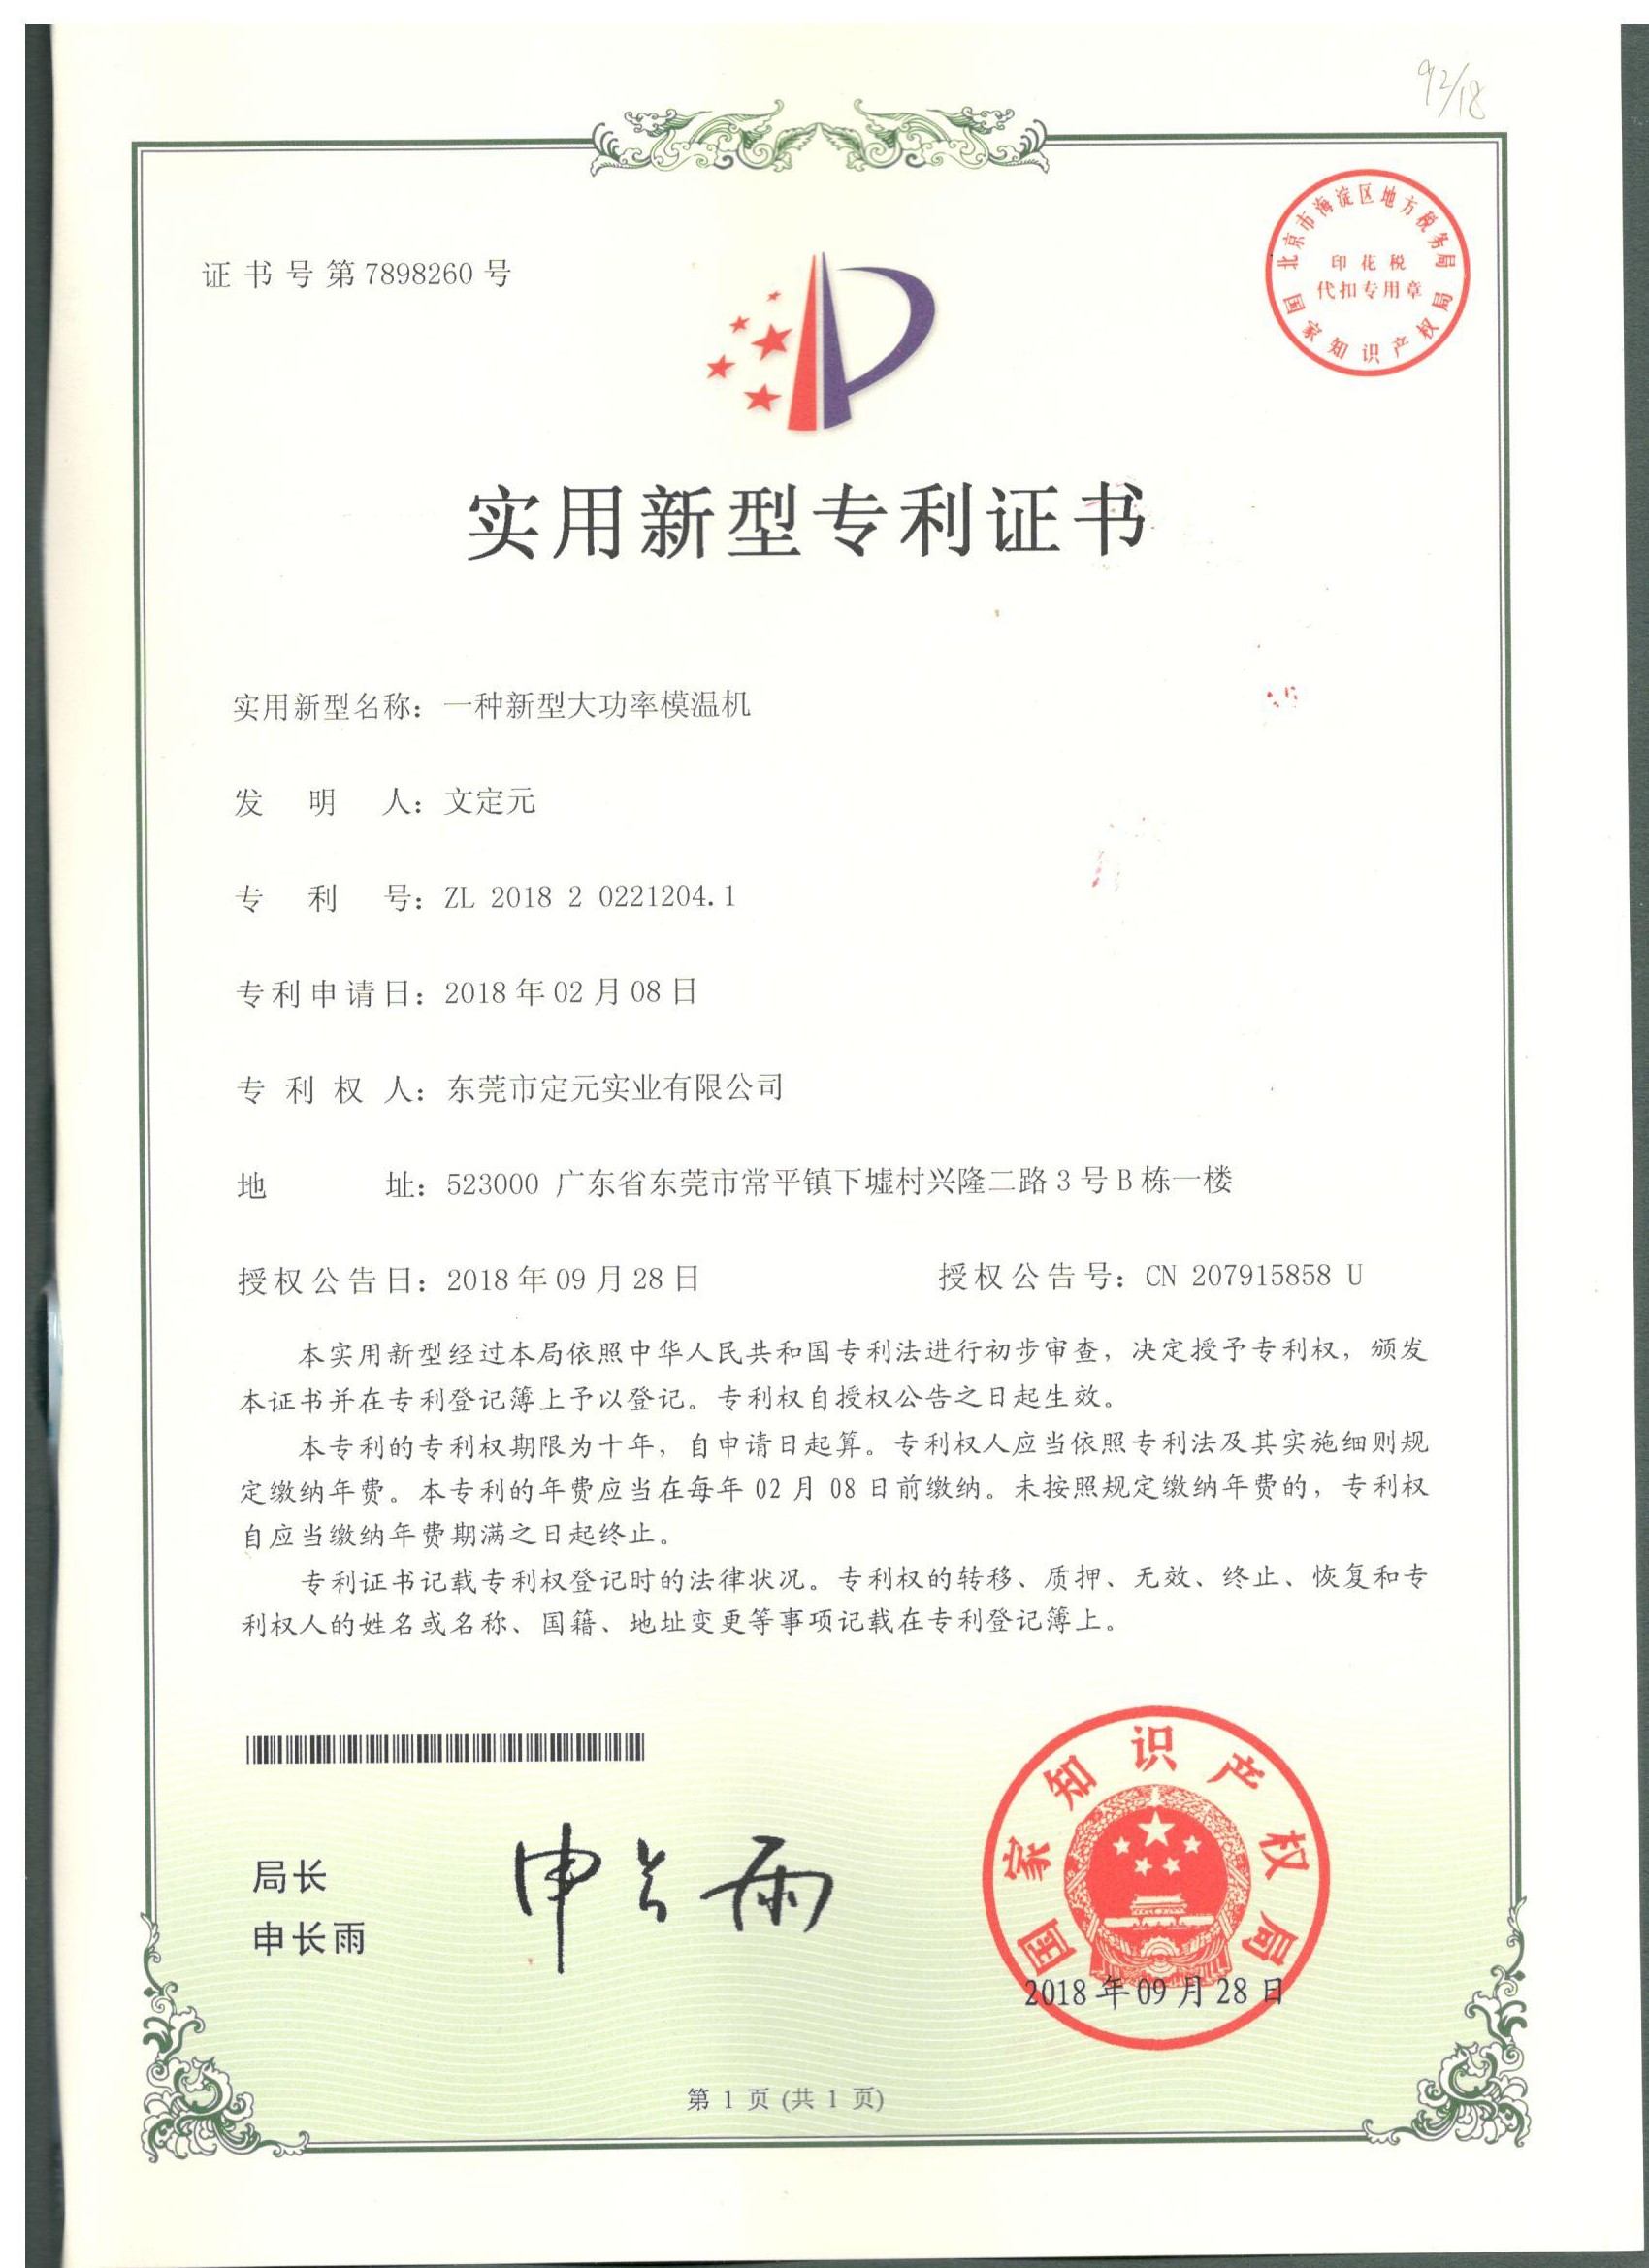 92/18
北京市海淀区地方税务局
印花税
代扣专用章
国家知识产权局
证书号第7898260号
实用新型专利证书
实用新型名称：一种新型大功率模温机
发明人：文定元
专利号：ZL 2018 2 0221204.1
专利申请日：2018年02月08日
专利权人：东莞市定元实业有限公司
地址：523000 广东省东莞市常平镇下墟村兴隆二路3号B栋一楼
授权公告日：2018年09月28日 授权公告号：CN 207915858 U
本实用新型经过本局依照中华人民共和国专利法进行初步审查，决定授予专利权，颁发
本证书并在专利登记簿上予以登记。专利权自授权公告之日起生效。
本专利的专利权期限为十年，自申请日起算。专利权人应当依照专利法及其实施细则规
定缴纳年费。本专利的年费应当在每年02月08日前缴纳。未按照规定缴纳年费的，专利权
自应当缴纳年费期满之日起终止。
专利证书记载专利权登记时的法律状况。专利权的转移、质押、无效、终止、恢复和专
利权人的姓名或名称、国籍、地址变更等事项记载在专利登记簿上。
局长
申长雨
申长雨
国家知识产权局
2018年09月28日
第 1 页 (共 1 页)